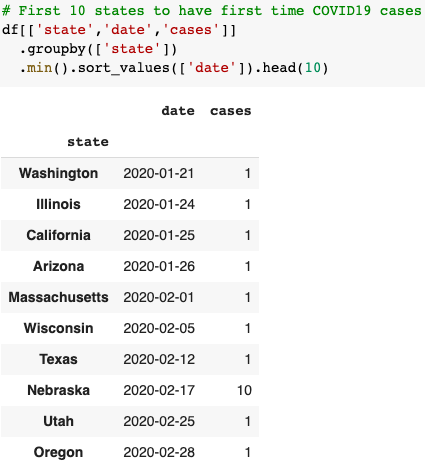 # First 10 states to have first time COVID19 cases
df[['state','date','cases']]
.groupby(['state'])
.min().sort_values(['date']).head(10)
date cases
state
Washington 2020-01-21 1
Illinois 2020-01-24 1
California 2020-01-25 1
Arizona 2020-01-26 1
Massachusetts 2020-02-01 1
Wisconsin 2020-02-05 1
Texas 2020-02-12 1
Nebraska 2020-02-17 10
Utah 2020-02-25 1
Oregon 2020-02-28 1